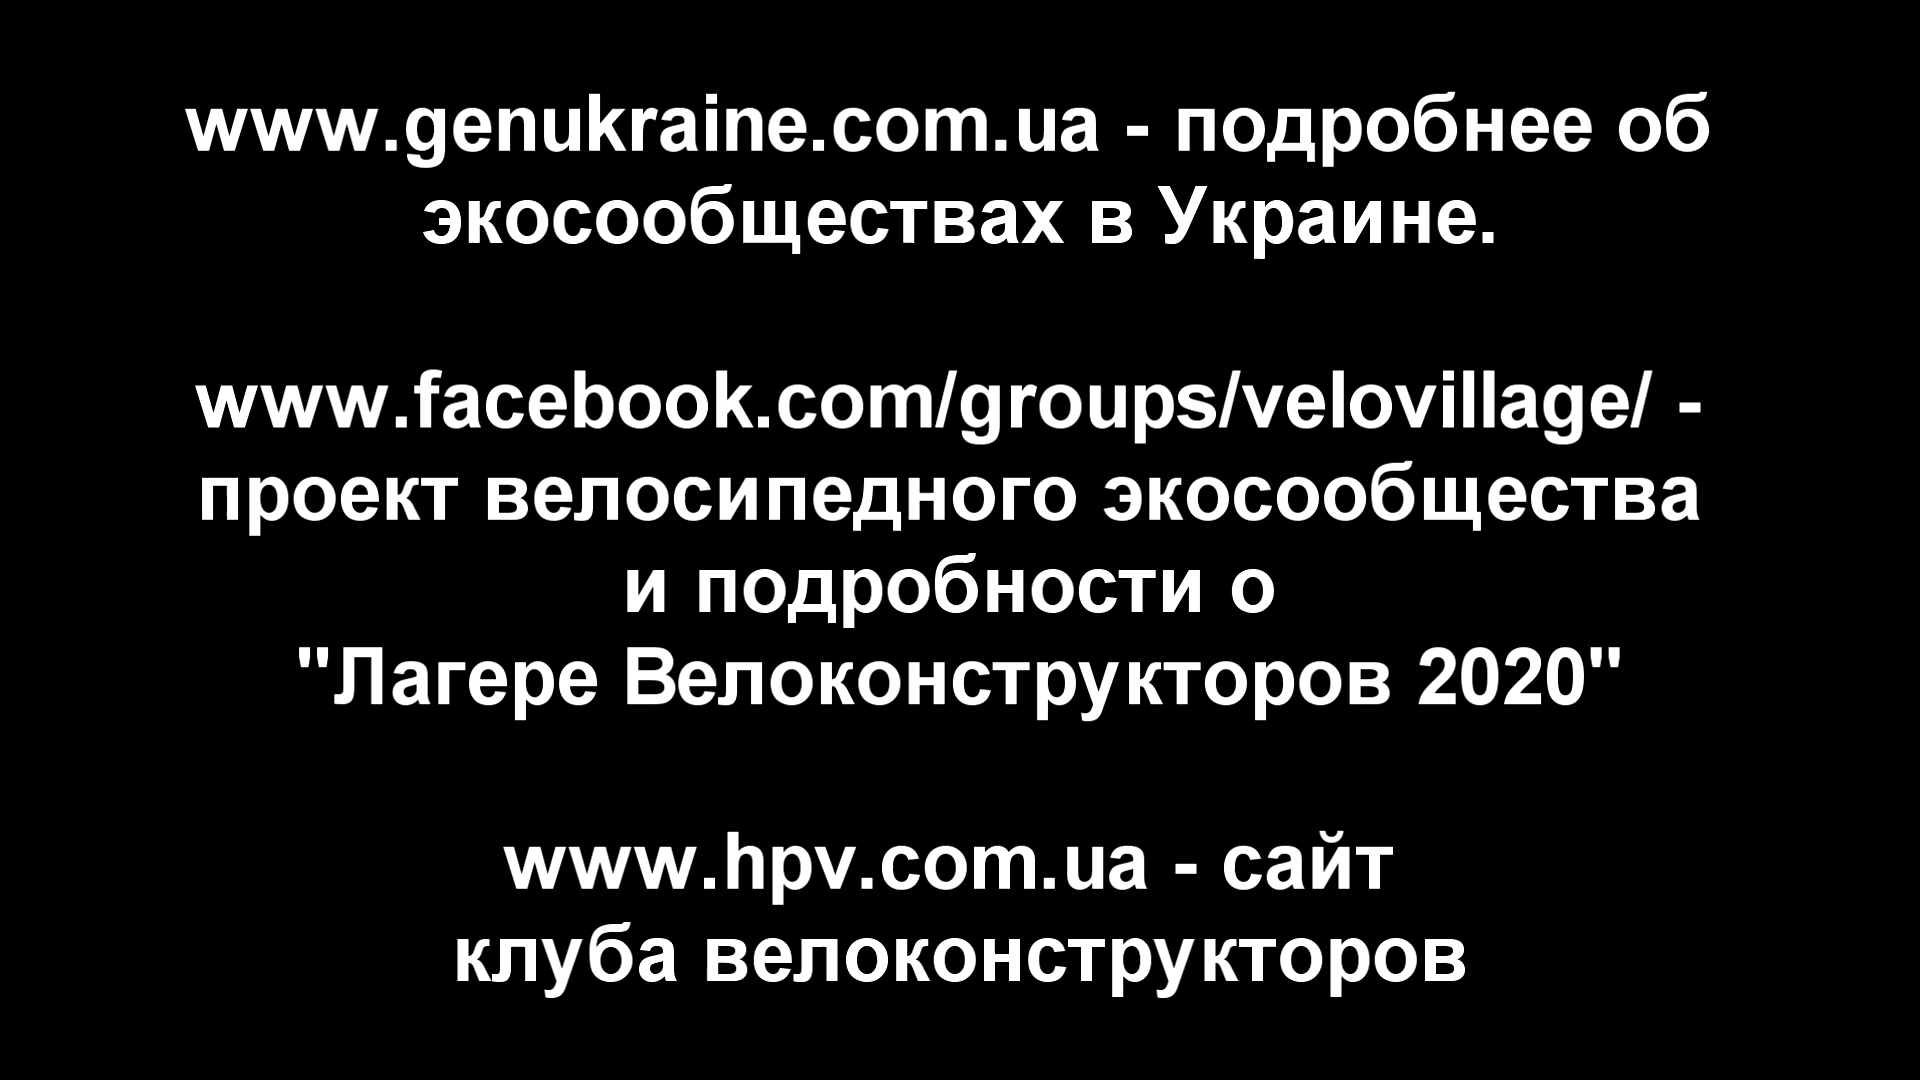 www.genukraine.com.ua - подробнее об
экосообществах в Украине.
www.facebook.com/groups/velovillage/ -
проект велосипедного экосообщества
и подробности о
"Лагере Велоконструкторов 2020"
www.hpv.com.ua - сайт
клуба велоконструкторов